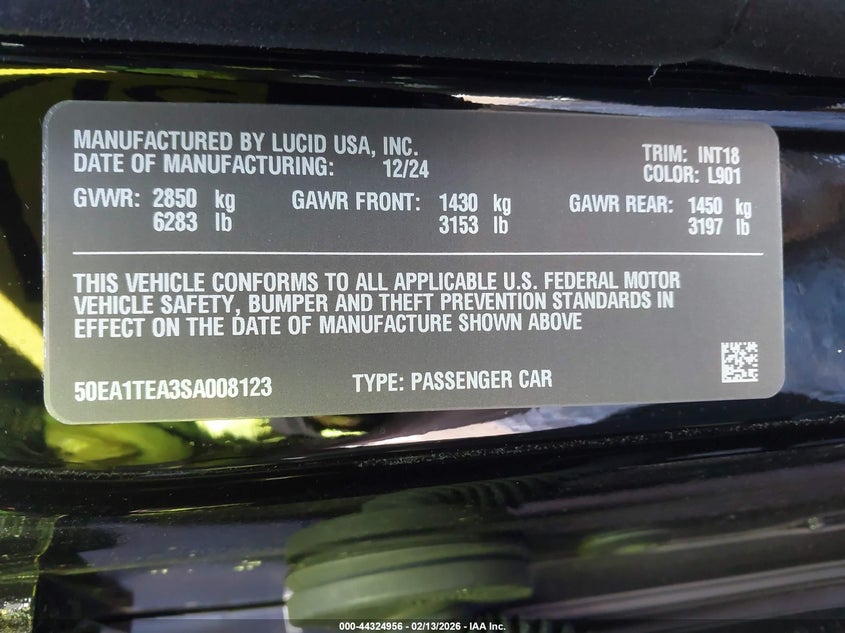 MANUFACTURED BY LUCID USA, INC.
DATE OF MANUFACTURING: 12/24
TRIM: INT18
COLOR: L901
GVWR: 2850 kg GAWR FRONT: 1430 kg GAWR REAR: 1450 kg
6283 lb 3153 lb 3197 lb
THIS VEHICLE CONFORMS TO ALL APPLICABLE U.S. FEDERAL MOTOR
VEHICLE SAFETY, BUMPER AND THEFT PREVENTION STANDARDS IN
EFFECT ON THE DATE OF MANUFACTURE SHOWN ABOVE
50EA1TEA3SA008123 TYPE: PASSENGER CAR
000-44324956 - 02/13/2026 - IAA Inc.